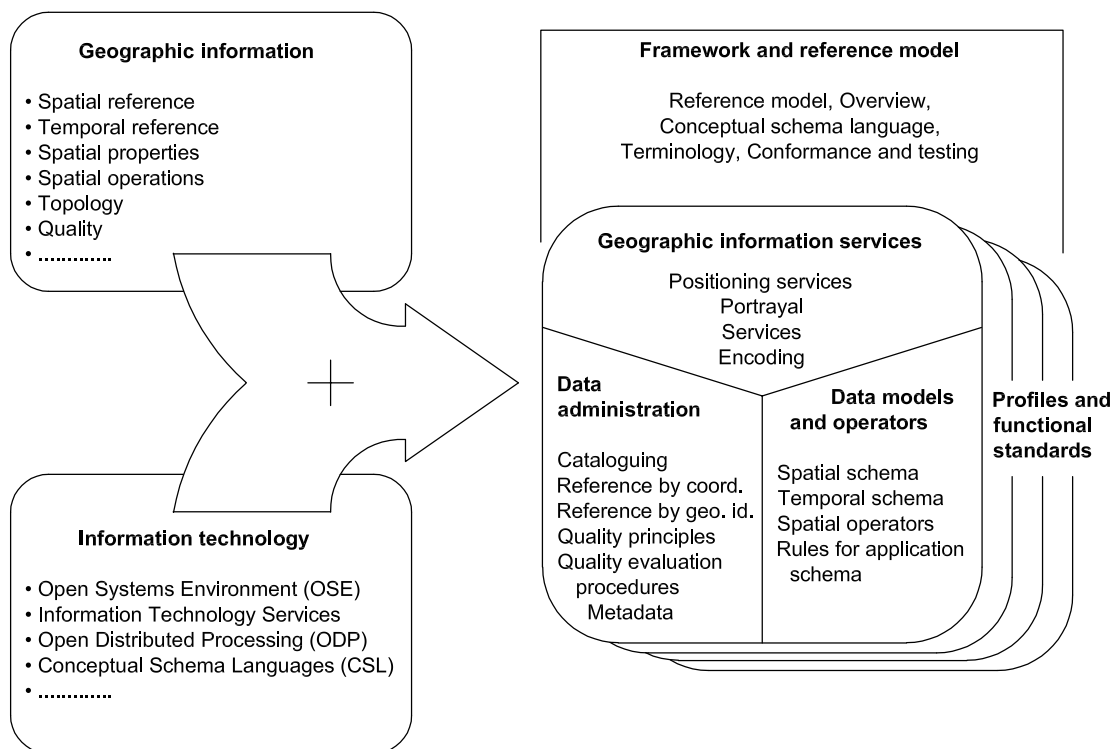 Geographic information
• Spatial reference
• Temporal reference
• Spatial properties
• Spatial operations
• Topology
• Quality
• .............
Information technology
• Open Systems Environment (OSE)
• Information Technology Services
• Open Distributed Processing (ODP)
• Conceptual Schema Languages (CSL)
• .............
Framework and reference model
Reference model, Overview,
Conceptual schema language,
Terminology, Conformance and testing
Geographic information services
Positioning services
Portrayal
Services
Encoding
Data
administration
Cataloguing
Reference by coord.
Reference by geo. id.
Quality principles
Quality evaluation
procedures
Metadata
Data models
and operators
Spatial schema
Temporal schema
Spatial operators
Rules for application
schema
Profiles and
functional
standards